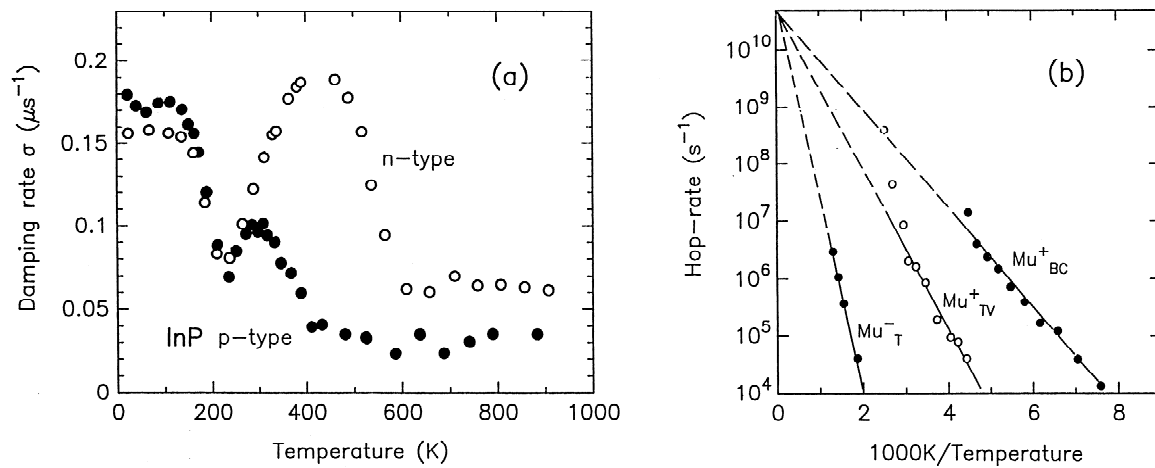 (a)
0.2
0.15
0.1
0.05
0
Damping rate σ (μs⁻¹)
n-type
InP p-type
0 200 400 600 800 1000
Temperature (K)
(b)
10¹⁰
10⁹
10⁸
10⁷
10⁶
10⁵
10⁴
Hop-rate (s⁻¹)
Mu⁺BC
Mu⁺TV
Mu⁻T
0 2 4 6 8
1000K/Temperature